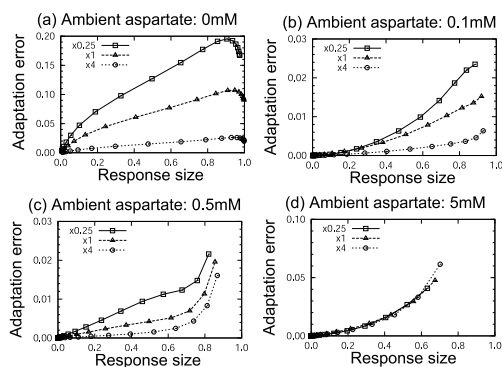 (a) Ambient aspartate: 0mM
Adaptation error
0.20
0.15
0.10
0.05
0.00
x0.25
x1
x4
0.0 0.2 0.4 0.6 0.8 1.0
Response size
(b) Ambient aspartate: 0.1mM
Adaptation error
0.03
0.02
0.01
0.00
x0.25
x1
x4
0.0 0.2 0.4 0.6 0.8 1.0
Response size
(c) Ambient aspartate: 0.5mM
Adaptation error
0.03
0.02
0.01
0.00
x0.25
x1
x4
0.0 0.2 0.4 0.6 0.8 1.0
Response size
(d) Ambient aspartate: 5mM
Adaptation error
0.10
0.05
0.00
x0.25
x1
x4
0.0 0.2 0.4 0.6 0.8 1.0
Response size